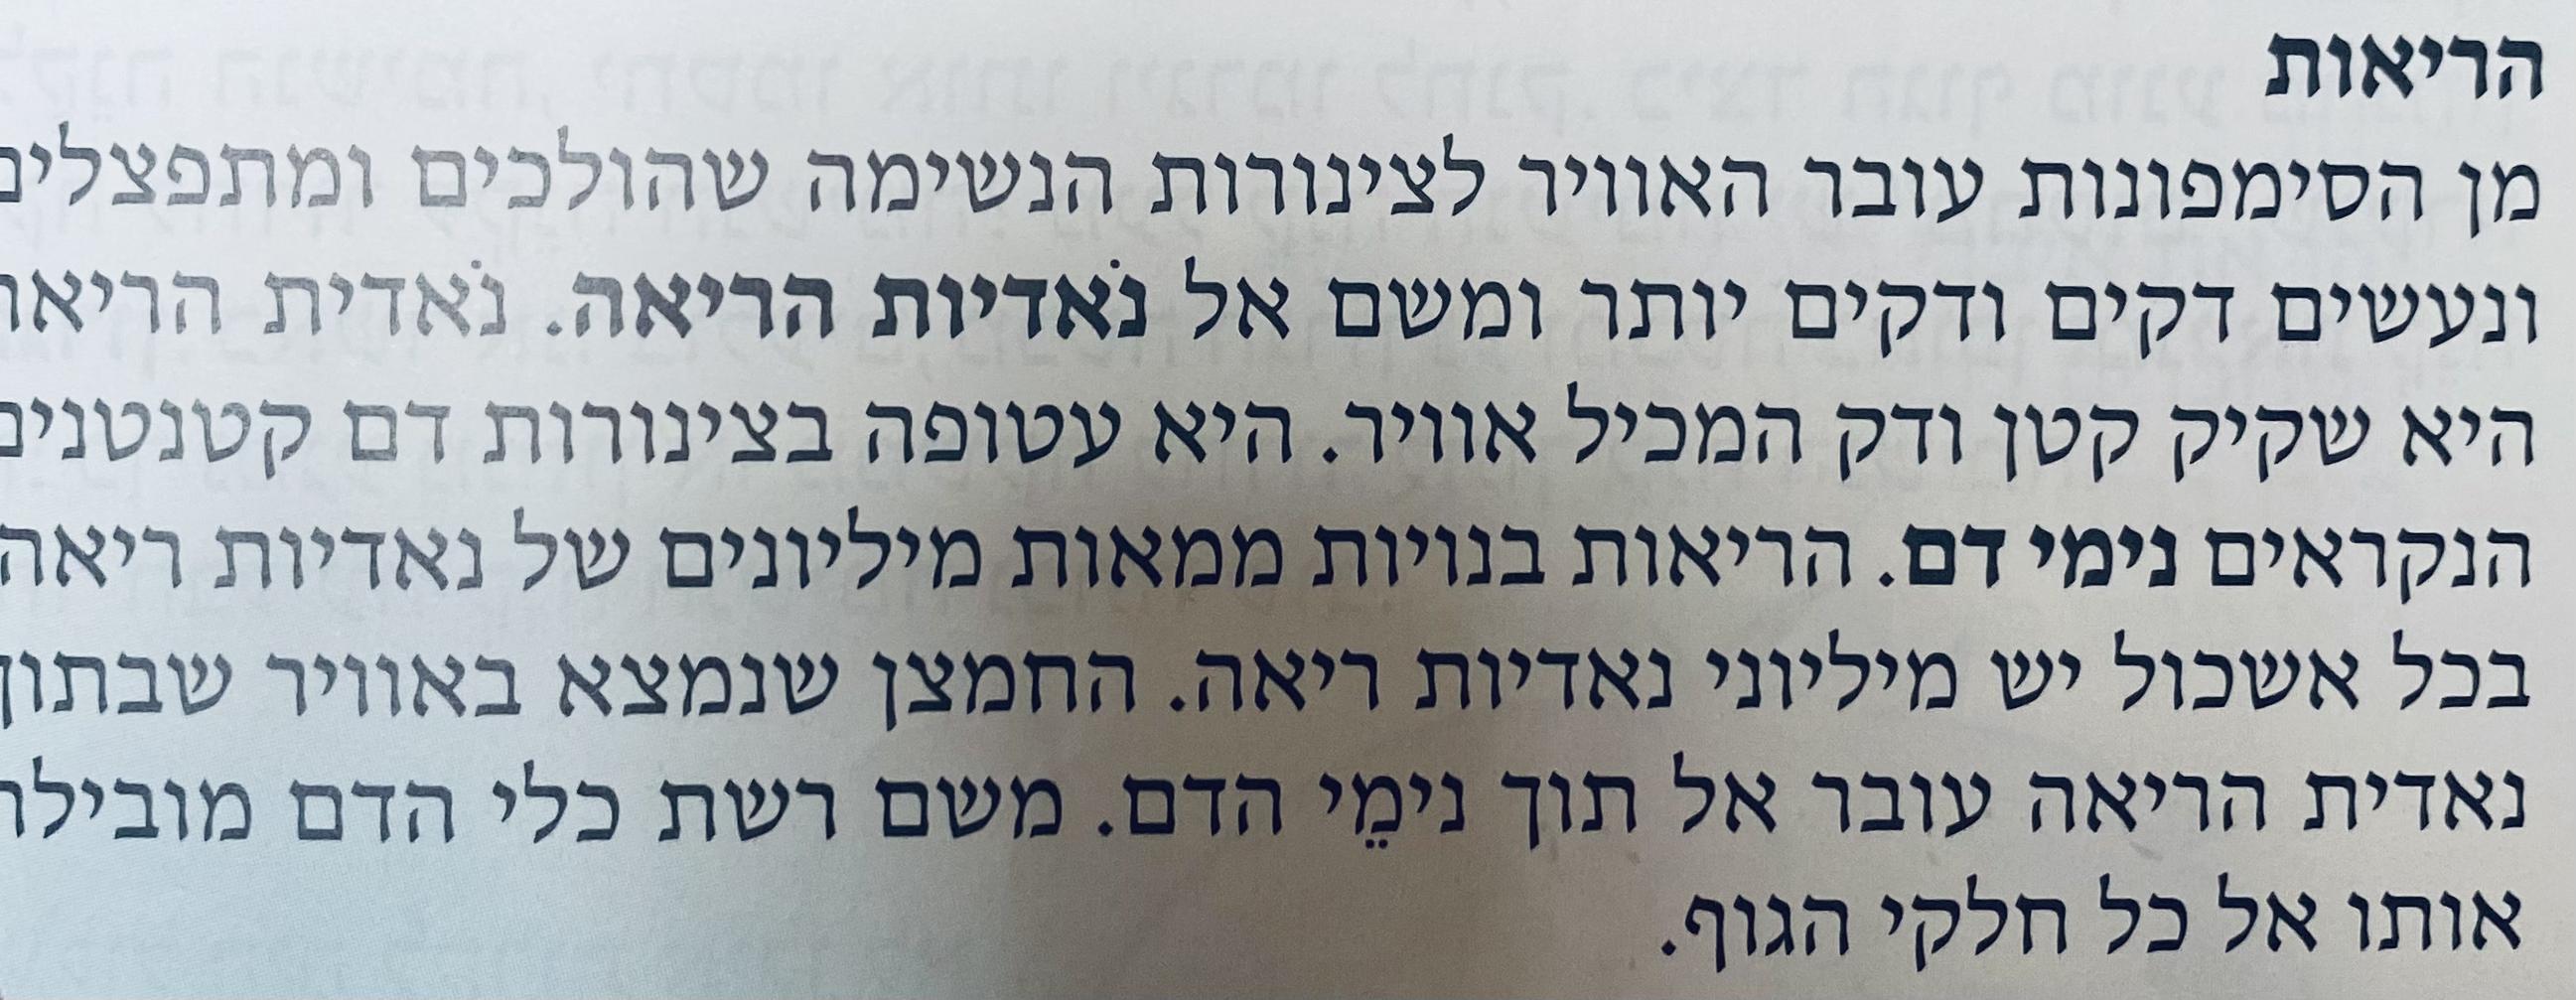 הריאות
מן הסימפונות עובר האוויר לצינורות הנשימה שהולכים ומתפצלים
ונעשים דקים ודקים יותר ומשם אל נֹאדיות הריאה. נֹאדית הריאה
היא שקיק קטן ודק המכיל אוויר. היא עטופה בצינורות דם קטנטנים
הנקראים נימי דם. הריאות בנויות ממאות מיליונים של נאדיות ריאה
בכל אשכול יש מיליוני נאדיות ריאה. החמצן שנמצא באוויר שבתוך
נאדית הריאה עובר אל תוך נימֵי הדם. משם רשת כלי הדם מובילה
אותו אל כל חלקי הגוף.